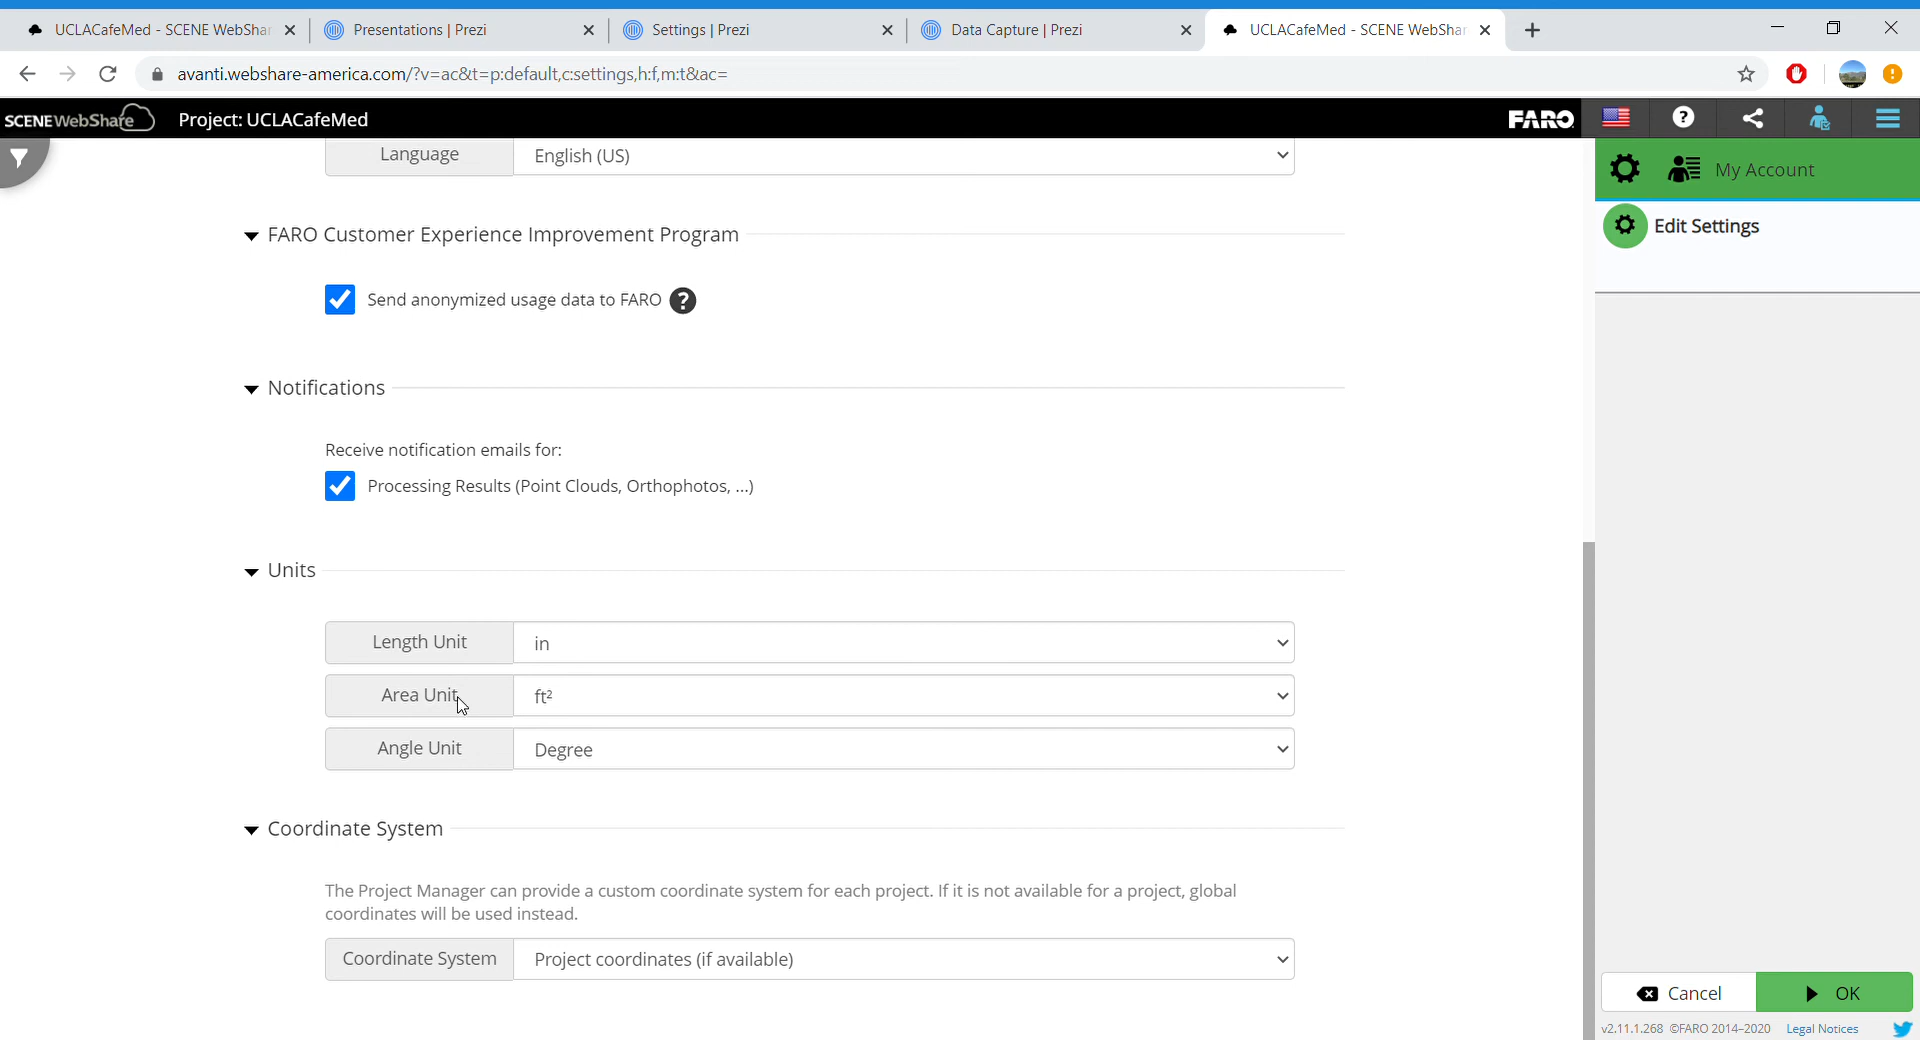 UCLACafeMed - SCENE WebShar
Presentations | Prezi
Settings | Prezi
Data Capture | Prezi
UCLACafeMed - SCENE WebShar
avanti.webshare-america.com/?v=ac&t=p:default,c:settings,h:f,m:t&ac=
SCENE WebShare
Project: UCLACafeMed
FARO
My Account
Edit Settings
Language
English (US)
FARO Customer Experience Improvement Program
Send anonymized usage data to FARO ?
Notifications
Receive notification emails for:
Processing Results (Point Clouds, Orthophotos, ...)
Units
Length Unit
in
Area Unit
ft²
Angle Unit
Degree
Coordinate System
The Project Manager can provide a custom coordinate system for each project. If it is not available for a project, global
coordinates will be used instead.
Coordinate System
Project coordinates (if available)
Cancel
OK
v2.11.1.268 ©FARO 2014–2020 Legal Notices